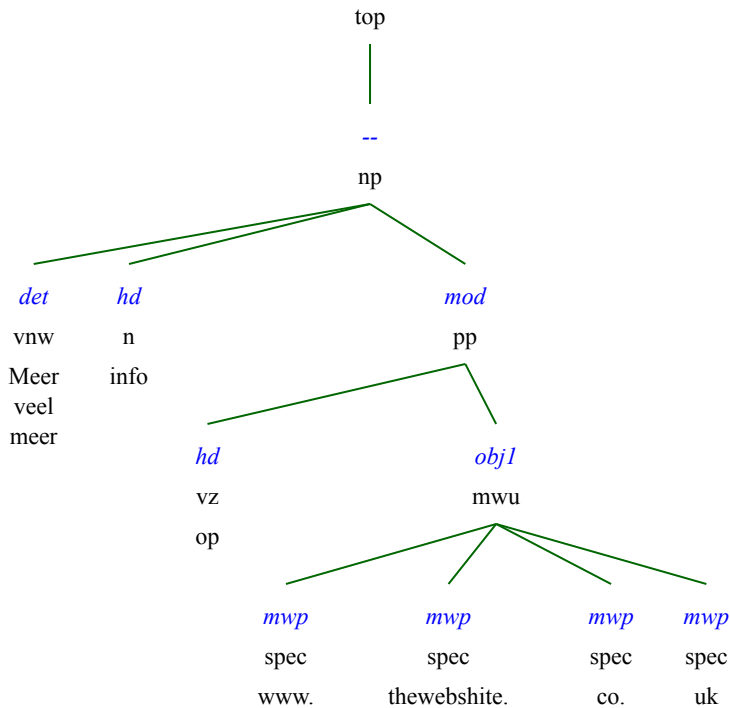 top
--
np
det hd mod
vnw n pp
Meer info
veel
meer
hd obj1
vz mwu
op
mwp mwp mwp mwp
spec spec spec spec
www. thewebshite. co. uk